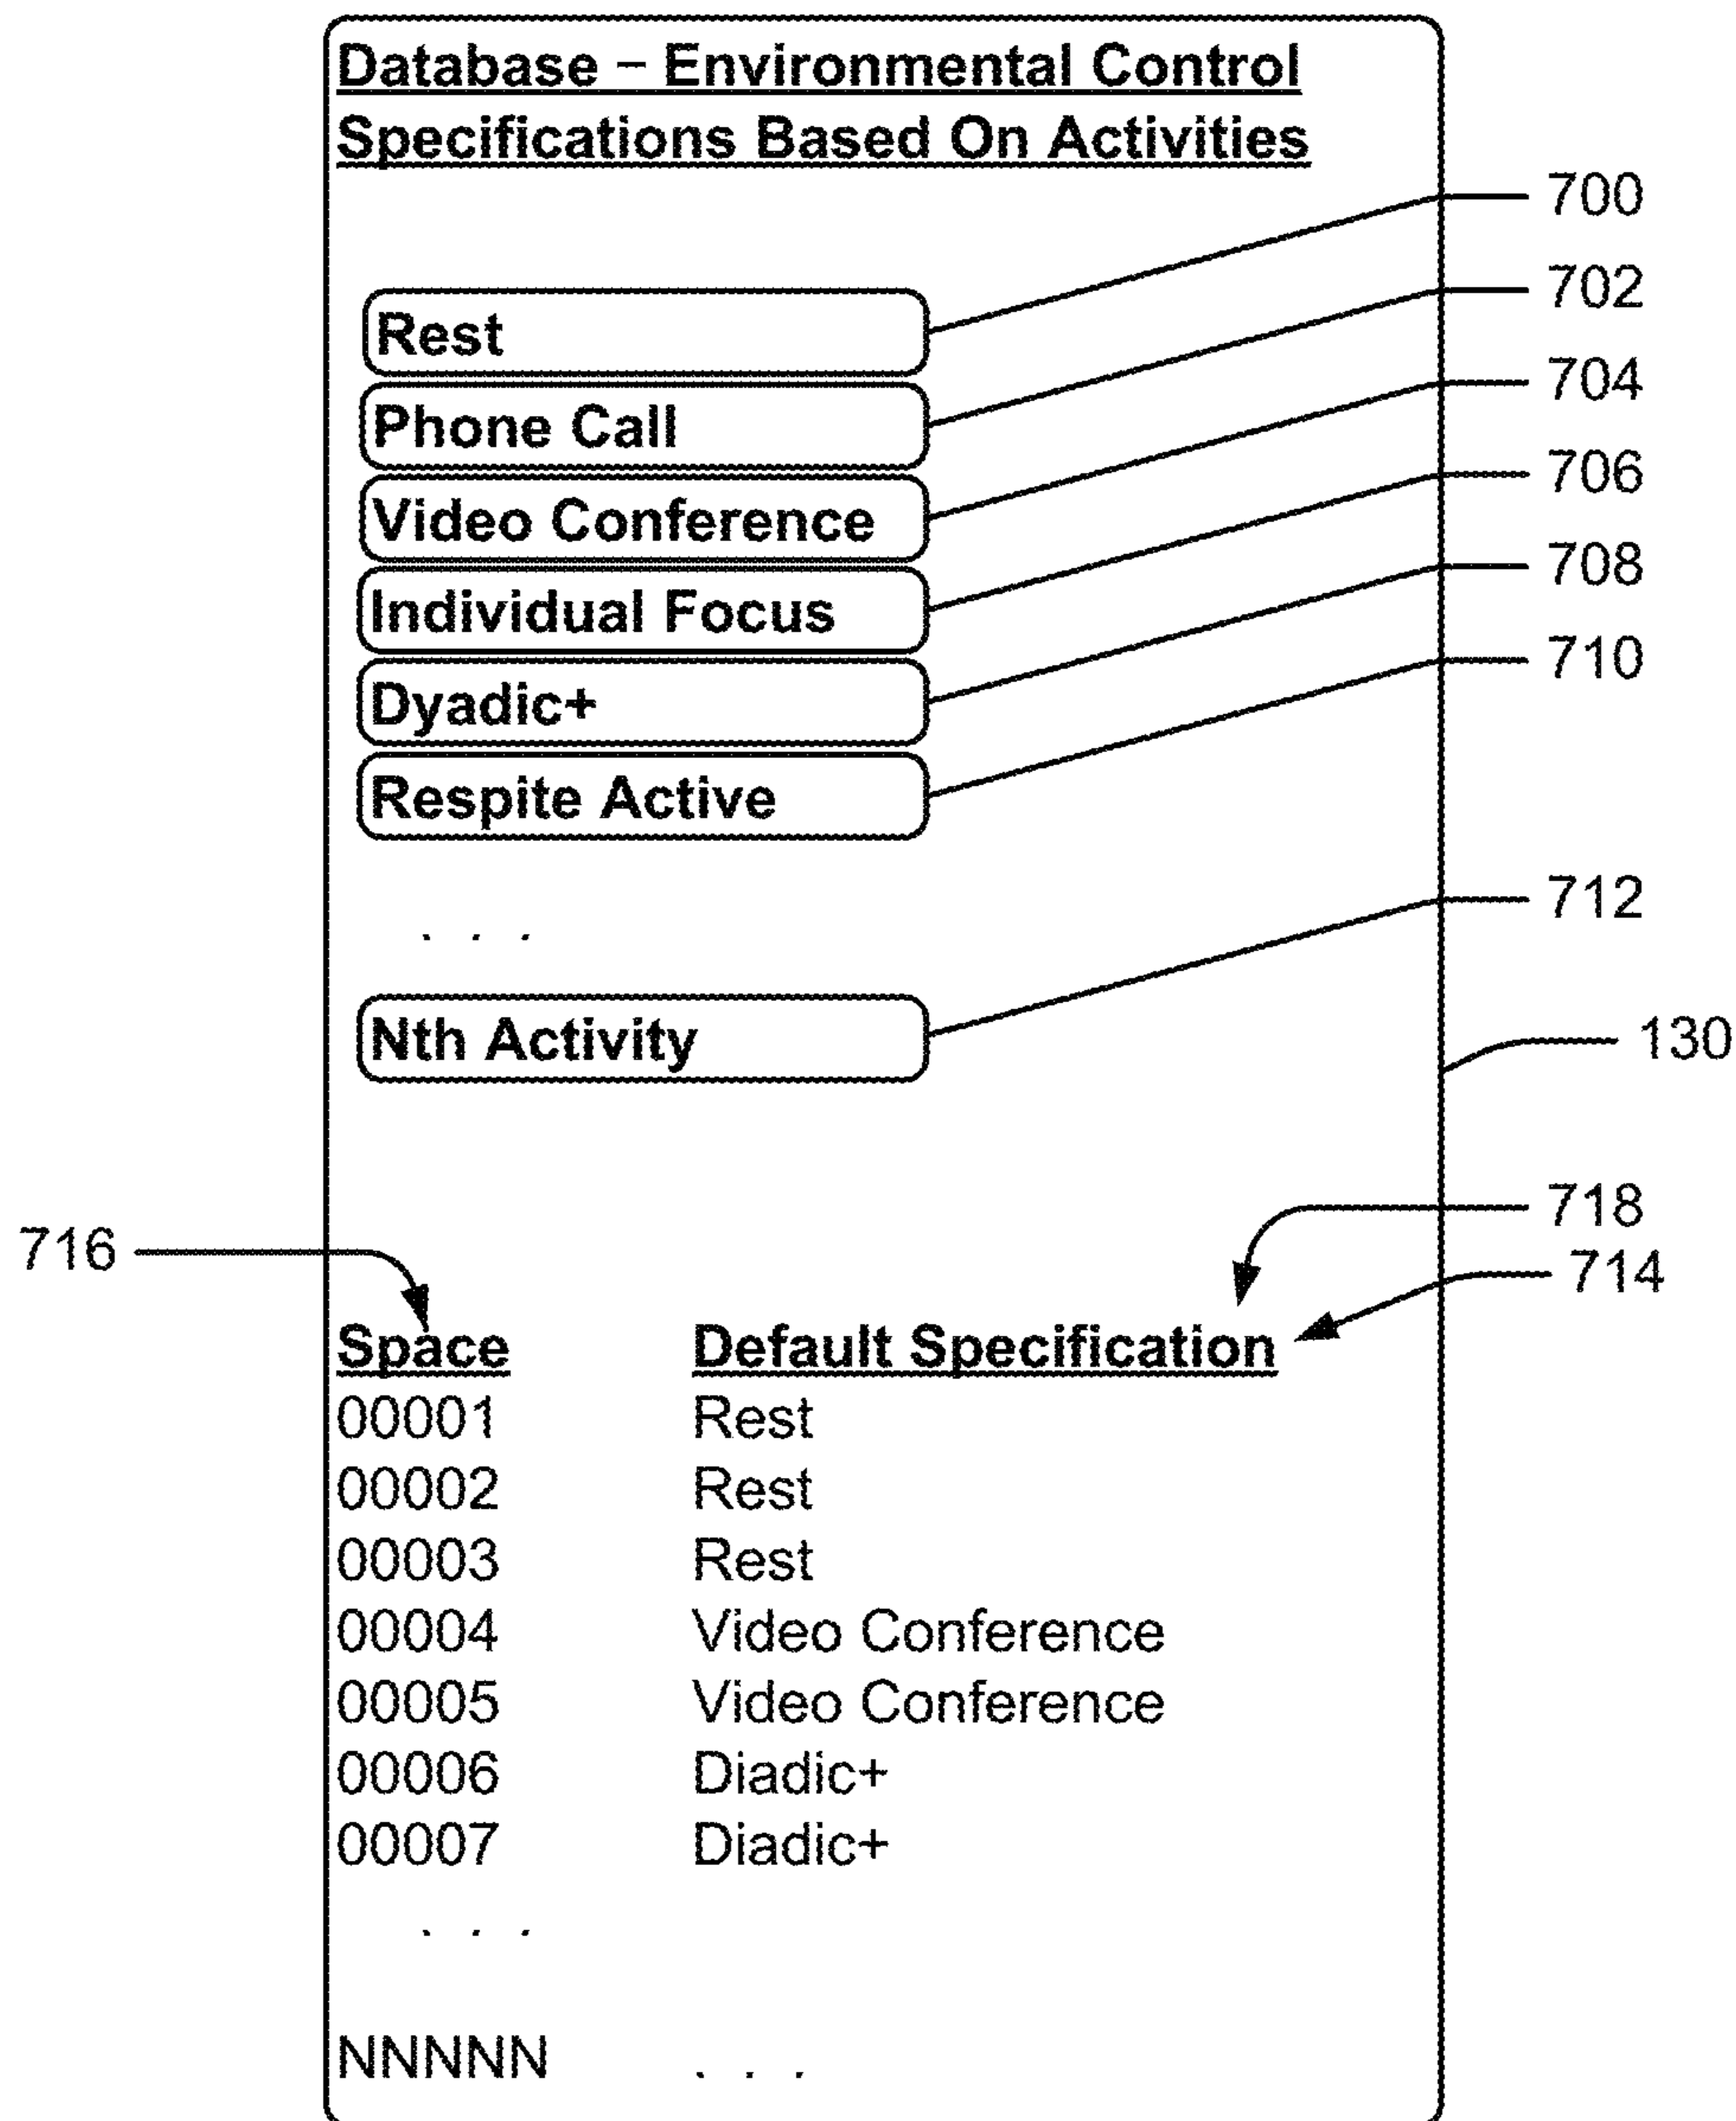 Database – Environmental Control
Specifications Based On Activities
700
Rest
702
Phone Call
704
Video Conference
706
Individual Focus
708
Dyadic+
710
Respite Active
712
. . .
Nth Activity
130
718
716
714
Space Default Specification
00001 Rest
00002 Rest
00003 Rest
00004 Video Conference
00005 Video Conference
00006 Diadic+
00007 Diadic+
. . .
NNNNN . . .